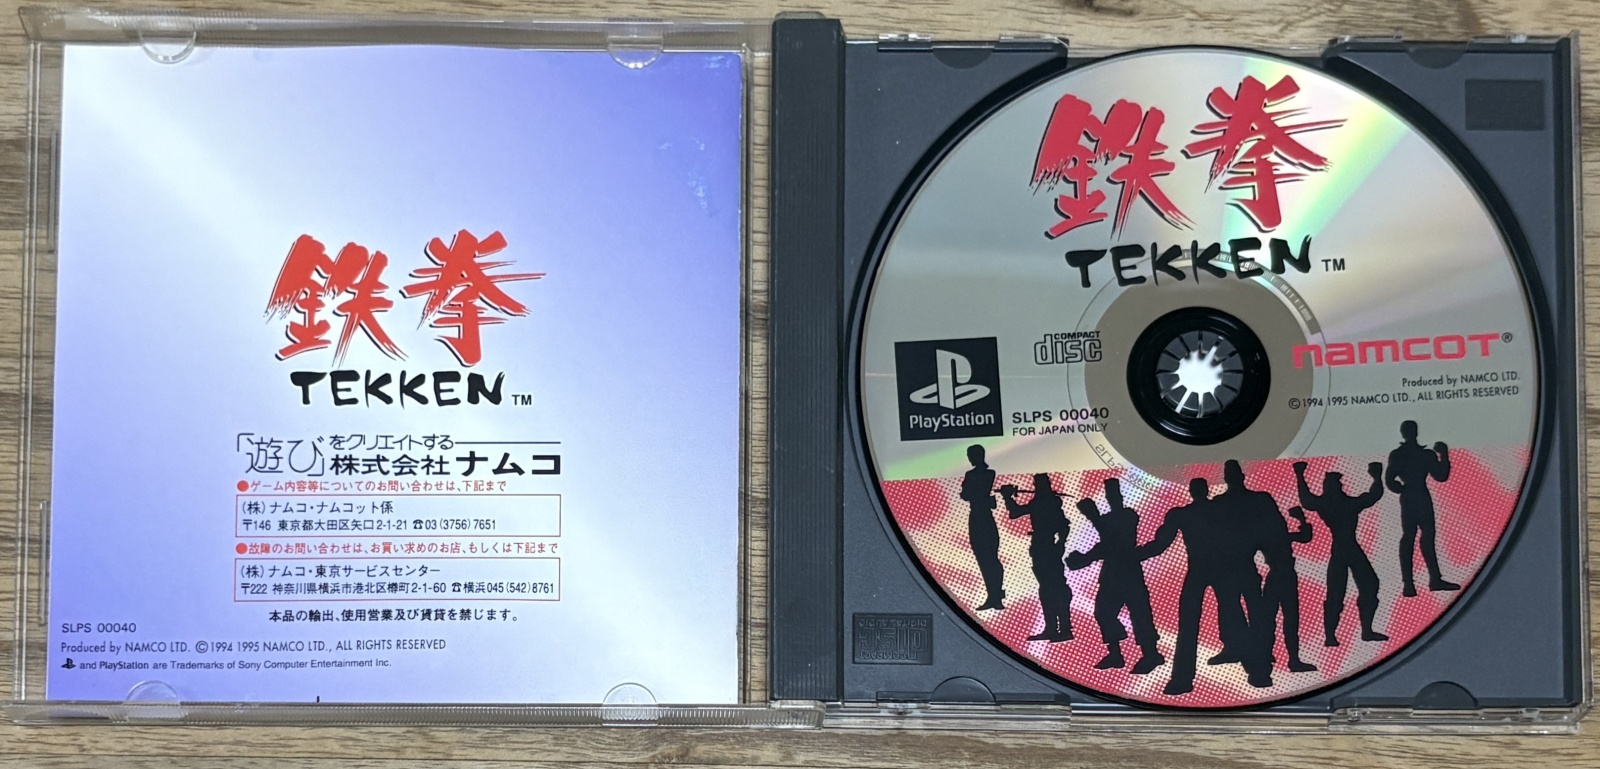 鉄拳
TEKKEN TM
「遊び」をクリエイトする
株式会社ナムコ
●ゲーム内容等についてのお問い合わせは、下記まで
(株)ナムコ・ナムコット係
〒146 東京都大田区矢口2-1-21 ☎03(3756)7651
●故障のお問い合わせは、お買い求めのお店、もしくは下記まで
(株)ナムコ・東京サービスセンター
〒222 神奈川県横浜市港北区樽町2-1-60 ☎横浜045(542)8761
本品の輸出、使用営業及び賃貸を禁じます。
SLPS 00040
Produced by NAMCO LTD. ©1994 1995 NAMCO LTD., ALL RIGHTS RESERVED
and PlayStation are Trademarks of Sony Computer Entertainment Inc.
鉄拳
TEKKEN TM
COMPACT
disc
namcot®
Produced by NAMCO LTD.
©1994 1995 NAMCO LTD., ALL RIGHTS RESERVED
PlayStation
SLPS 00040
FOR JAPAN ONLY
COMPACT
disc
DIGITAL AUDIO